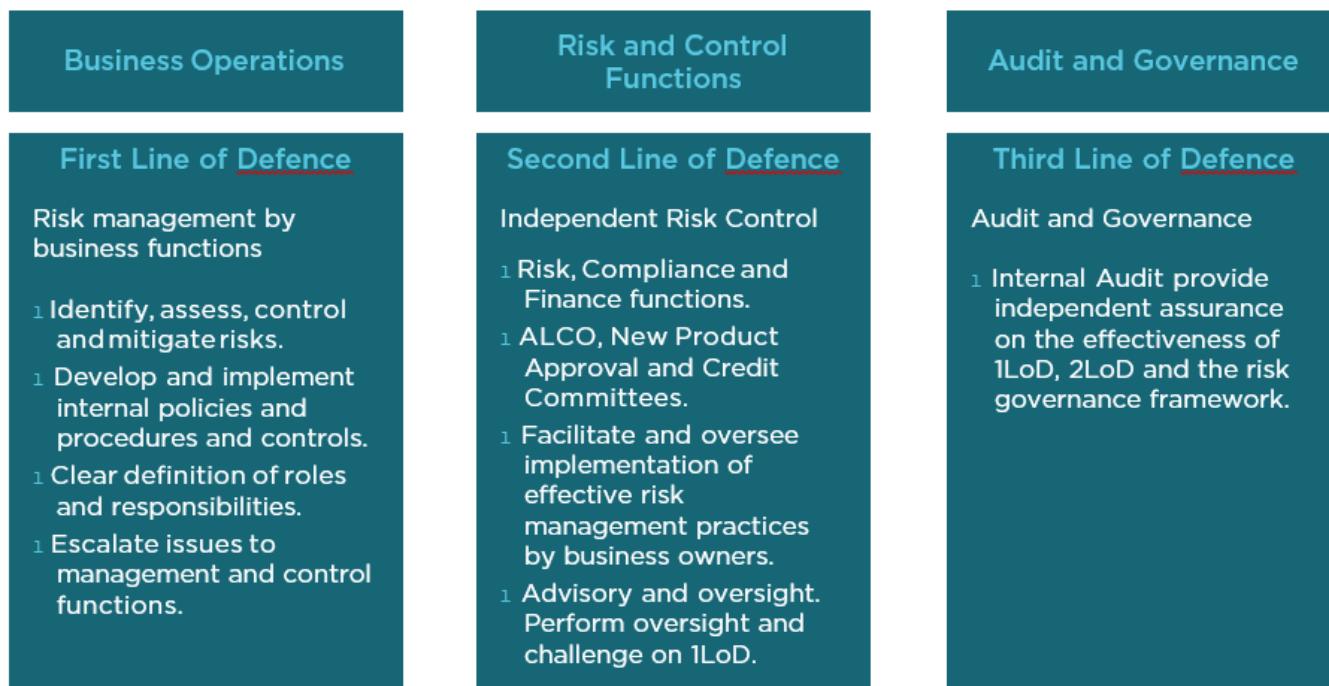 Business Operations
First Line of Defence
Risk management by
business functions
ı Identify, assess, control
and mitigate risks.
ı Develop and implement
internal policies and
procedures and controls.
ı Clear definition of roles
and responsibilities.
ı Escalate issues to
management and control
functions.
Risk and Control
Functions
Second Line of Defence
Independent Risk Control
ı Risk, Compliance and
Finance functions.
ı ALCO, New Product
Approval and Credit
Committees.
ı Facilitate and oversee
implementation of
effective risk
management practices
by business owners.
ı Advisory and oversight.
Perform oversight and
challenge on 1LoD.
Audit and Governance
Third Line of Defence
Audit and Governance
ı Internal Audit provide
independent assurance
on the effectiveness of
1LoD, 2LoD and the risk
governance framework.